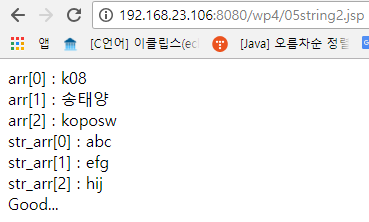 192.168.23.106:8080/wp4/05string2.jsp
앱 [C언어] 이클립스(ecl [Java] 오름차순 정렬
arr[0] : k08
arr[1] : 송태양
arr[2] : koposw
str_arr[0] : abc
str_arr[1] : efg
str_arr[2] : hij
Good...